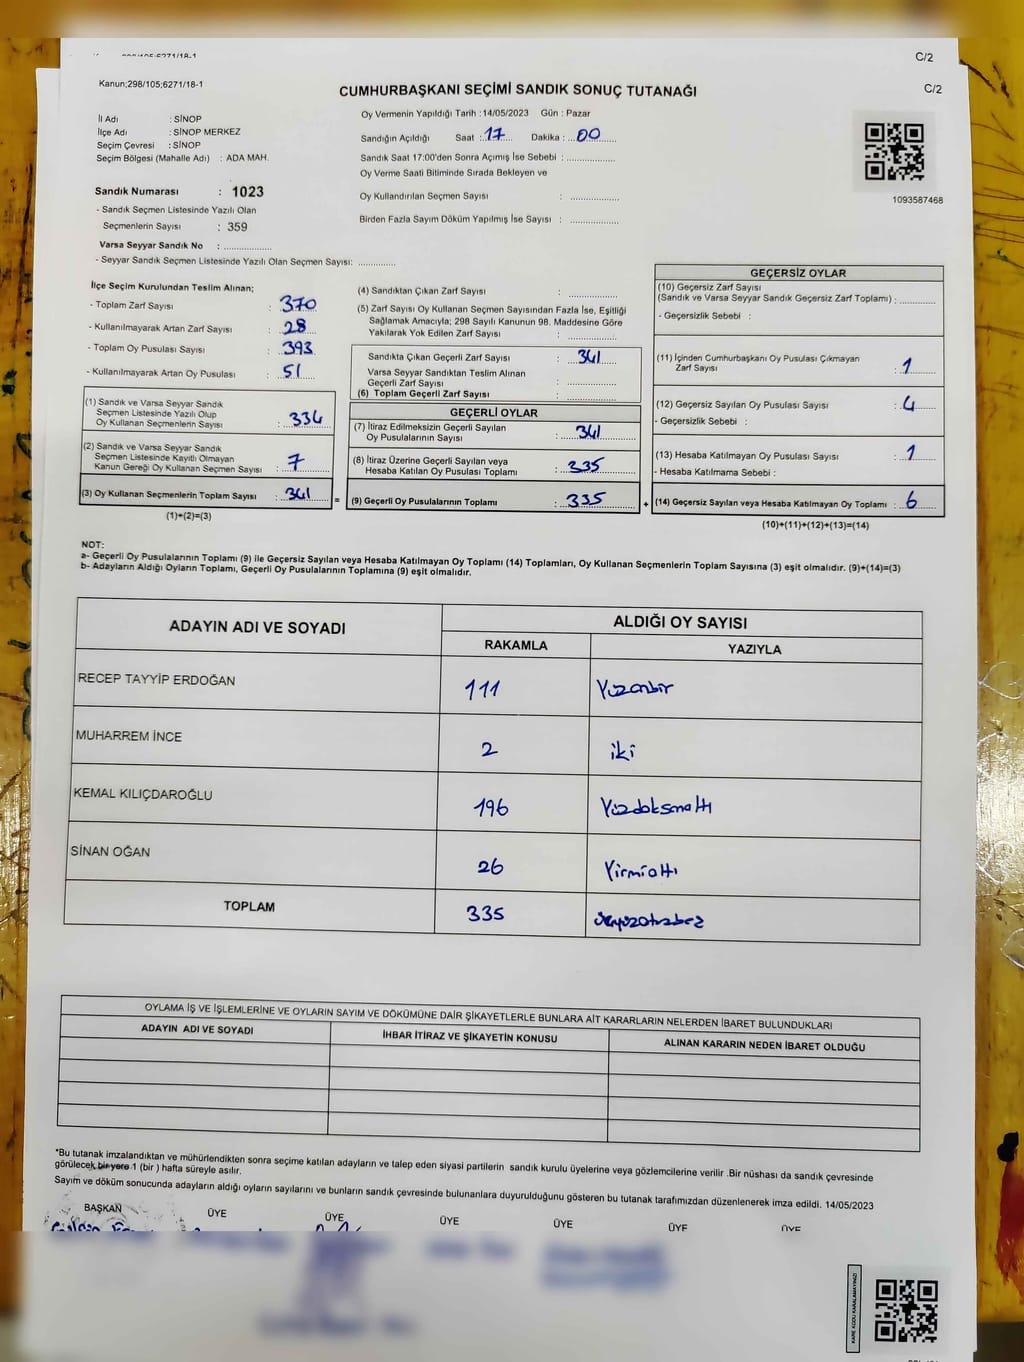 C/2
Kanun;298/105;6271/18-1
C/2
CUMHURBAŞKANI SEÇİMİ SANDIK SONUÇ TUTANAĞI
İl Adı : SİNOP
İlçe Adı : SİNOP MERKEZ
Seçim Çevresi : SİNOP
Seçim Bölgesi (Mahalle Adı) : ADA MAH.
Oy Vermenin Yapıldığı Tarih :14/05/2023 Gün : Pazar
Sandığın Açıldığı Saat : 17 Dakika : 00
Sandık Saat 17:00'den Sonra Açımış İse Sebebi :
Oy Verme Saati Bitiminde Sırada Bekleyen ve
Oy Kullandırılan Seçmen Sayısı :
Birden Fazla Sayım Döküm Yapılmış İse Sayısı :
1093587468
Sandık Numarası : 1023
- Sandık Seçmen Listesinde Yazılı Olan
Seçmenlerin Sayısı : 359
Varsa Seyyar Sandık No :
- Seyyar Sandık Seçmen Listesinde Yazılı Olan Seçmen Sayısı:
İlçe Seçim Kurulundan Teslim Alınan;
- Toplam Zarf Sayısı : 370
- Kullanılmayarak Artan Zarf Sayısı : 28
- Toplam Oy Pusulası Sayısı : 393
- Kullanılmayarak Artan Oy Pusulası : 51
(1) Sandık ve Varsa Seyyar Sandık
Seçmen Listesinde Yazılı Olup
Oy Kullanan Seçmenlerin Sayısı : 334
(2) Sandık ve Varsa Seyyar Sandık
Seçmen Listesinde Kayıtlı Olmayan
Kanun Gereği Oy Kullanan Seçmen Sayısı : 7
(3) Oy Kullanan Seçmenlerin Toplam Sayısı : 341 =
(1)+(2)=(3)
(4) Sandıktan Çıkan Zarf Sayısı :
(5) Zarf Sayısı Oy Kullanan Seçmen Sayısından Fazla İse, Eşitliği
Sağlamak Amacıyla; 298 Sayılı Kanunun 98. Maddesine Göre
Yakılarak Yok Edilen Zarf Sayısı :
Sandıkta Çıkan Geçerli Zarf Sayısı : 341
Varsa Seyyar Sandıktan Teslim Alınan
Geçerli Zarf Sayısı :
(6) Toplam Geçerli Zarf Sayısı :
GEÇERLİ OYLAR
(7) İtiraz Edilmeksizin Geçerli Sayılan
Oy Pusulalarının Sayısı : 341
(8) İtiraz Üzerine Geçerli Sayılan veya
Hesaba Katılan Oy Pusulası Toplamı : 335
(9) Geçerli Oy Pusulalarının Toplamı : 335 +
GEÇERSİZ OYLAR
(10) Geçersiz Zarf Sayısı
(Sandık ve Varsa Seyyar Sandık Geçersiz Zarf Toplamı) :
- Geçersizlik Sebebi :
(11) İçinden Cumhurbaşkanı Oy Pusulası Çıkmayan
Zarf Sayısı : 1
(12) Geçersiz Sayılan Oy Pusulası Sayısı : 4
- Geçersizlik Sebebi :
(13) Hesaba Katılmayan Oy Pusulası Sayısı : 1
- Hesaba Katılmama Sebebi :
(14) Geçersiz Sayılan veya Hesaba Katılmayan Oy Toplamı : 6
(10)+(11)+(12)+(13)=(14)
NOT:
a- Geçerli Oy Pusulalarının Toplamı (9) ile Geçersiz Sayılan veya Hesaba Katılmayan Oy Toplamı (14) Toplamları, Oy Kullanan Seçmenlerin Toplam Sayısına (3) eşit olmalıdır. (9)+(14)=(3)
b- Adayların Aldığı Oyların Toplamı, Geçerli Oy Pusulalarının Toplamına (9) eşit olmalıdır.
ADAYIN ADI VE SOYADI ALDIĞI OY SAYISI
RAKAMLA YAZIYLA
RECEP TAYYİP ERDOĞAN 111 Yüzonbir
MUHARREM İNCE 2 iki
KEMAL KILIÇDAROĞLU 196 Yüzdoksanaltı
SİNAN OĞAN 26 Yirmialtı
TOPLAM 335 üçyüzotuzbeş
OYLAMA İŞ VE İŞLEMLERİNE VE OYLARIN SAYIM VE DÖKÜMÜNE DAİR ŞİKAYETLERLE BUNLARA AİT KARARLARIN NELERDEN İBARET BULUNDUKLARI
ADAYIN ADI VE SOYADI İHBAR İTİRAZ VE ŞİKAYETİN KONUSU ALINAN KARARIN NEDEN İBARET OLDUĞU
*Bu tutanak imzalandıktan ve mühürlendikten sonra seçime katılan adayların ve talep eden siyasi partilerin sandık kurulu üyelerine veya gözlemcilerine verilir .Bir nüshası da sandık çevresinde
görülecek bir yere 1 (bir ) hafta süreyle asılır.
Sayım ve döküm sonucunda adayların aldığı oyların sayılarını ve bunların sandık çevresinde bulunanlara duyurulduğunu gösteren bu tutanak tarafımızdan düzenlenerek imza edildi. 14/05/2023
BAŞKAN ÜYE ÜYE ÜYE ÜYE ÜYE ÜYE
KARE KODU KARALAMAYINIZ!